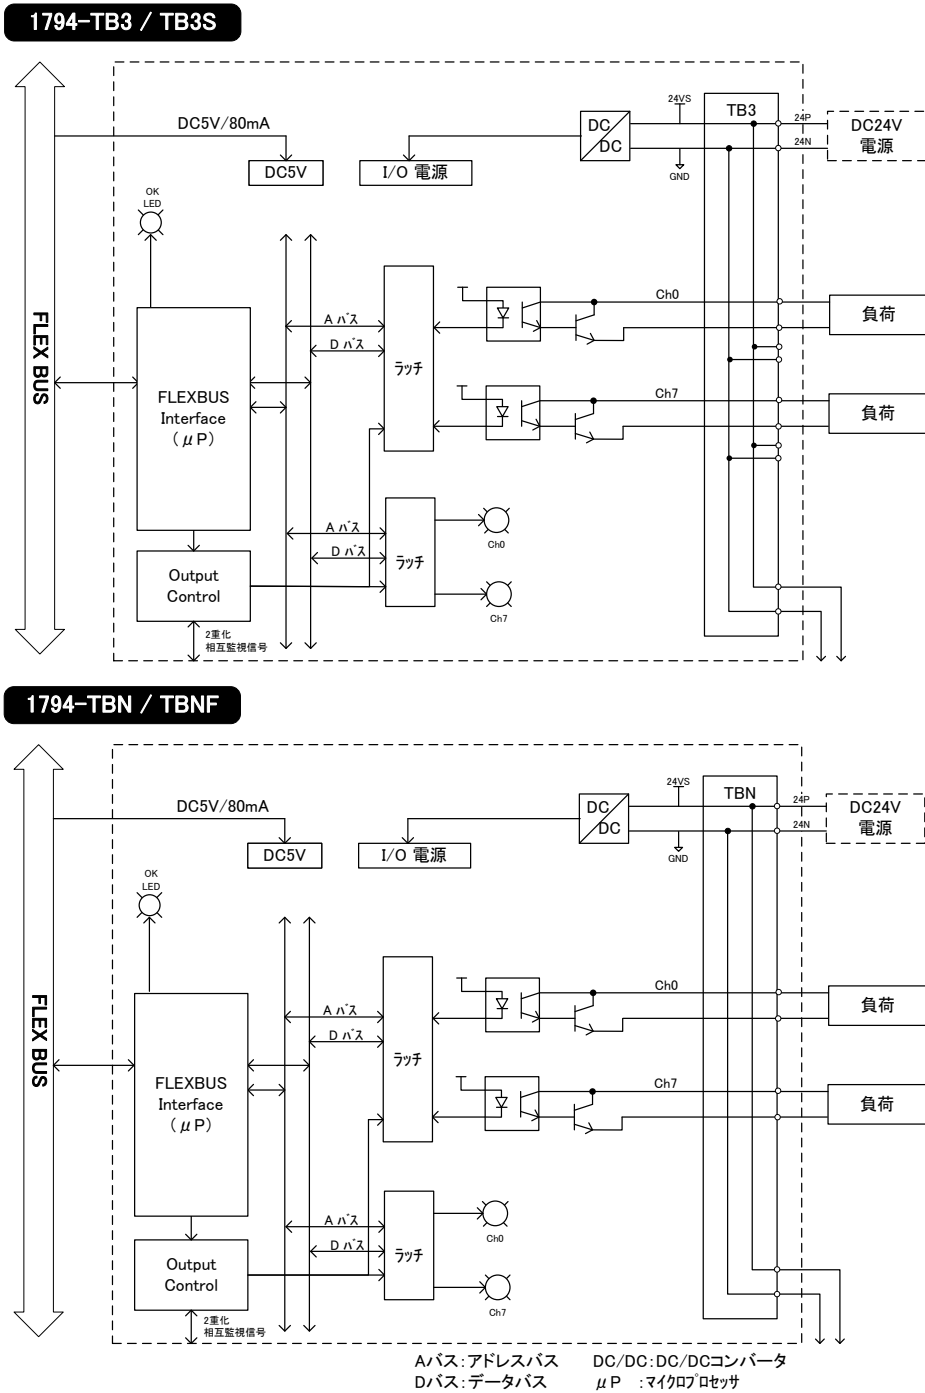 1794-TB3 / TB3S
DC5V/80mA
DC5V
I/O 電源
DC
DC
24VS
GND
TB3
24P
24N
DC24V
電源
OK
LED
FLEX BUS
FLEXBUS
Interface
(μP)
A バス
D バス
ラッチ
Ch0
負荷
Ch7
負荷
A バス
D バス
ラッチ
Ch0
Ch7
Output
Control
2重化
相互監視信号
1794-TBN / TBNF
DC5V/80mA
DC5V
I/O 電源
DC
DC
24VS
GND
TBN
24P
24N
DC24V
電源
OK
LED
FLEX BUS
FLEXBUS
Interface
(μP)
A バス
D バス
ラッチ
Ch0
負荷
Ch7
負荷
A バス
D バス
ラッチ
Ch0
Ch7
Output
Control
2重化
相互監視信号
Aバス:アドレスバス DC/DC:DC/DCコンバータ
Dバス:データバス μP :マイクロプロセッサ